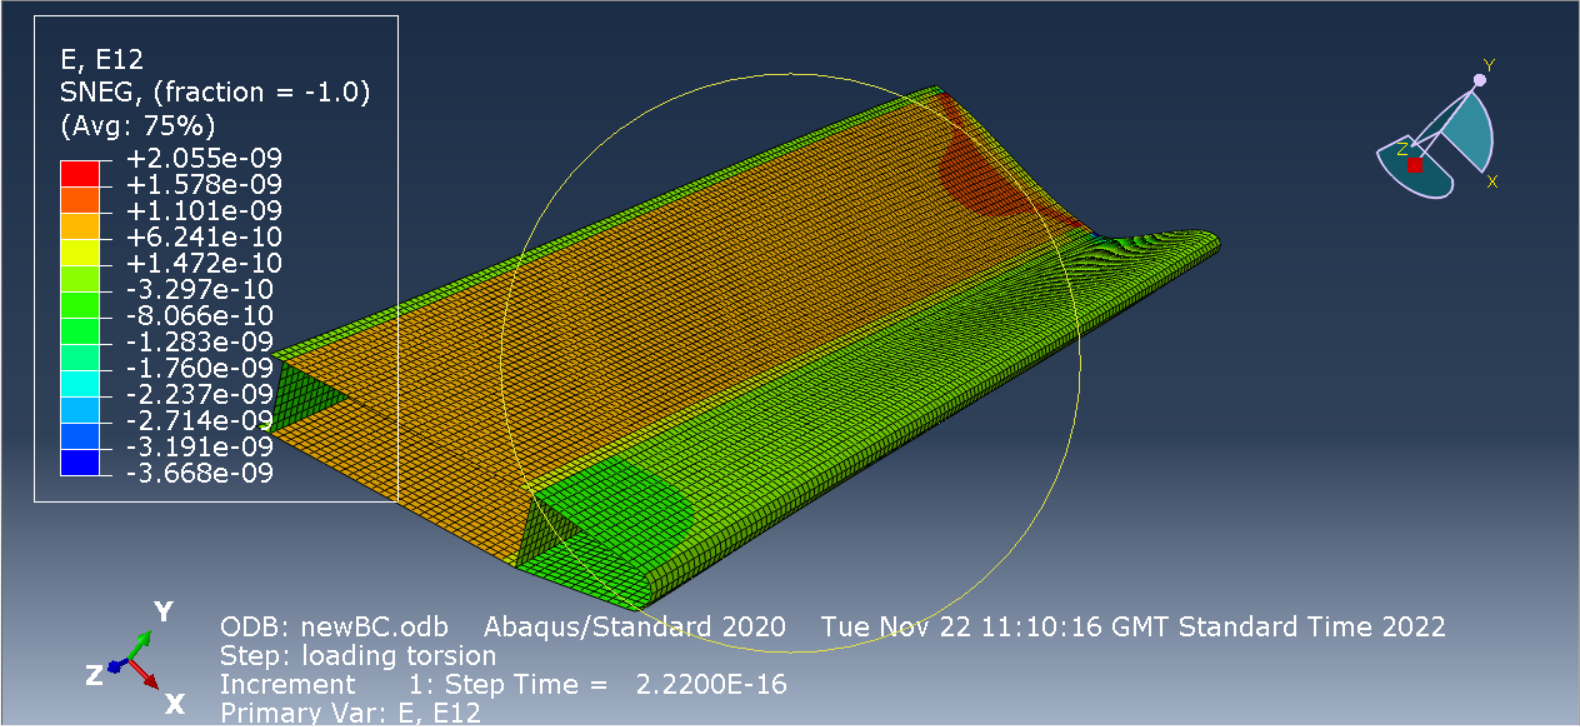 E, E12
SNEG, (fraction = -1.0)
(Avg: 75%)
+2.055e-09
+1.578e-09
+1.101e-09
+6.241e-10
+1.472e-10
-3.297e-10
-8.066e-10
-1.283e-09
-1.760e-09
-2.237e-09
-2.714e-09
-3.191e-09
-3.668e-09
Y
Z
X
Y
Z
X
ODB: newBC.odb Abaqus/Standard 2020 Tue Nov 22 11:10:16 GMT Standard Time 2022
Step: loading torsion
Increment 1: Step Time = 2.2200E-16
Primary Var: E, E12